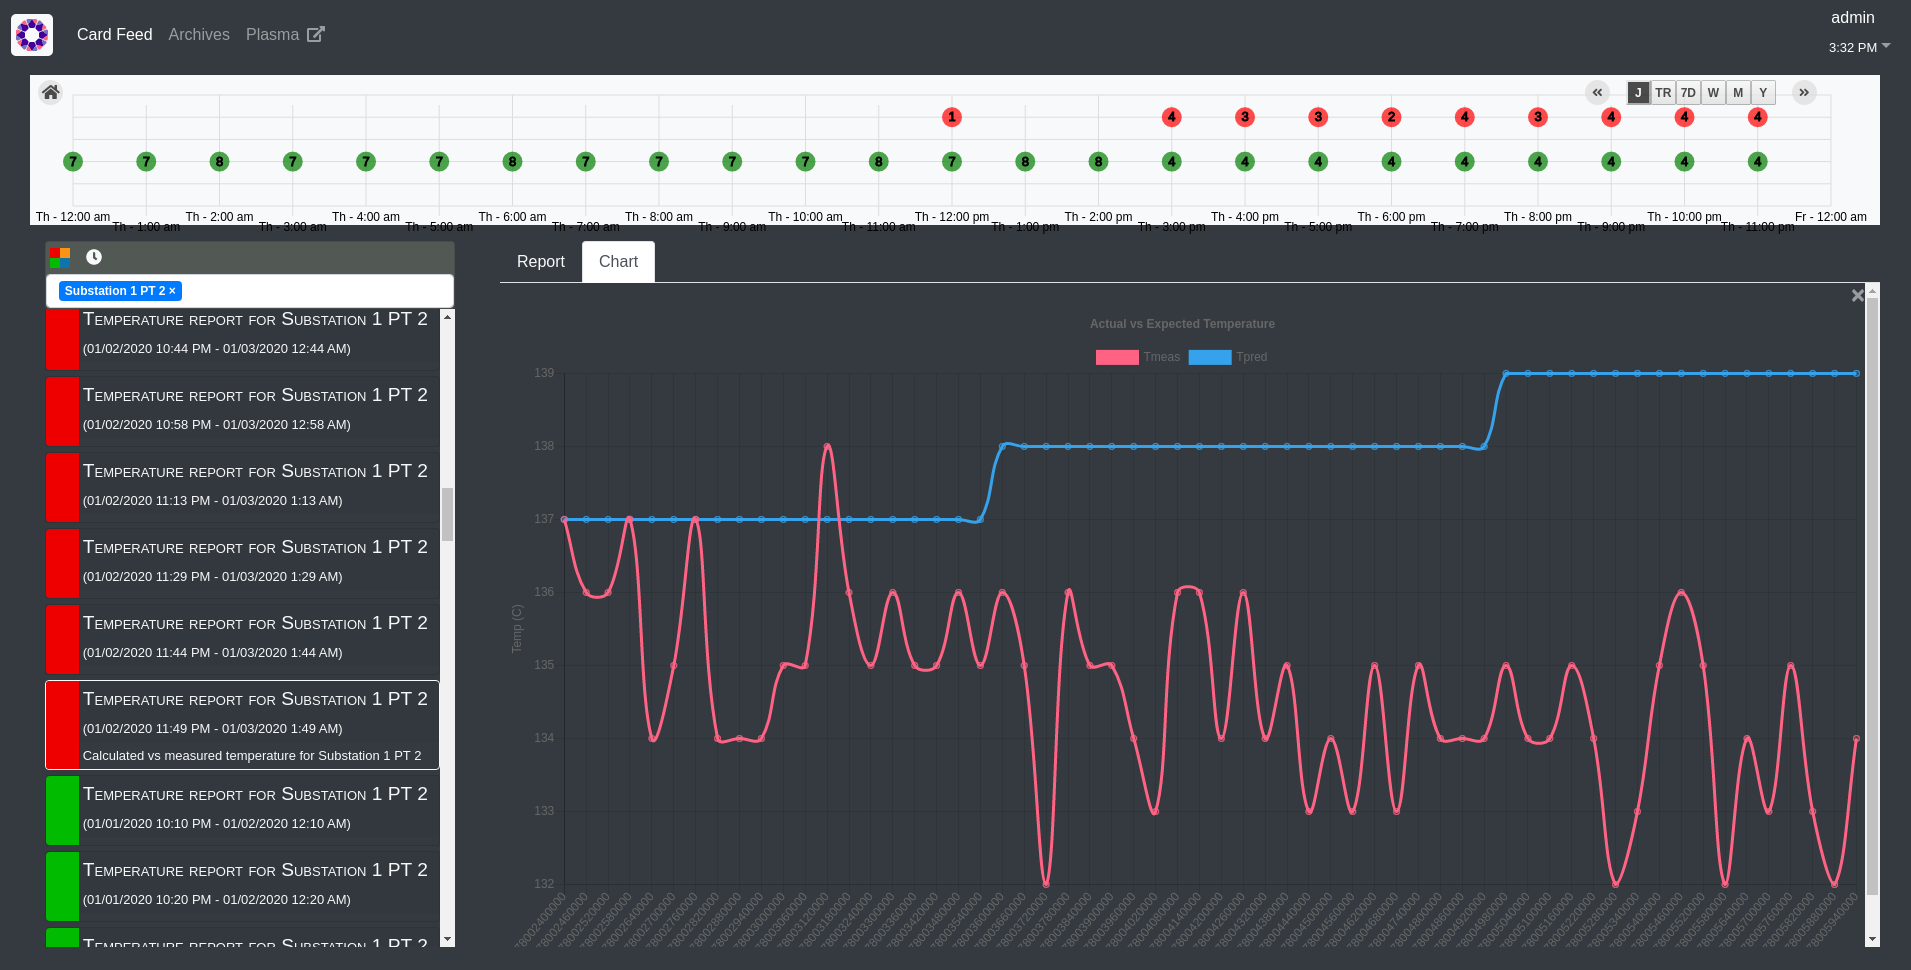 Card Feed Archives Plasma
admin
3:32 PM
J TR 7D W M Y
1 4 3 3 2 4 3 4 4 4
7 7 8 7 7 7 8 7 7 7 7 8 7 8 8 4 4 4 4 4 4 4 4 4
Th - 12:00 am Th - 2:00 am Th - 4:00 am Th - 6:00 am Th - 8:00 am Th - 10:00 am Th - 12:00 pm Th - 2:00 pm Th - 4:00 pm Th - 6:00 pm Th - 8:00 pm Th - 10:00 pm Fr - 12:00 am
Th - 1:00 am Th - 3:00 am Th - 5:00 am Th - 7:00 am Th - 9:00 am Th - 11:00 am Th - 1:00 pm Th - 3:00 pm Th - 5:00 pm Th - 7:00 pm Th - 9:00 pm Th - 11:00 pm
Substation 1 PT 2 ×
Temperature report for Substation 1 PT 2
(01/02/2020 10:44 PM - 01/03/2020 12:44 AM)
Temperature report for Substation 1 PT 2
(01/02/2020 10:58 PM - 01/03/2020 12:58 AM)
Temperature report for Substation 1 PT 2
(01/02/2020 11:13 PM - 01/03/2020 1:13 AM)
Temperature report for Substation 1 PT 2
(01/02/2020 11:29 PM - 01/03/2020 1:29 AM)
Temperature report for Substation 1 PT 2
(01/02/2020 11:44 PM - 01/03/2020 1:44 AM)
Temperature report for Substation 1 PT 2
(01/02/2020 11:49 PM - 01/03/2020 1:49 AM)
Calculated vs measured temperature for Substation 1 PT 2
Temperature report for Substation 1 PT 2
(01/01/2020 10:10 PM - 01/02/2020 12:10 AM)
Temperature report for Substation 1 PT 2
(01/01/2020 10:20 PM - 01/02/2020 12:20 AM)
Temperature report for Substation 1 PT 2
Report Chart
Actual vs Expected Temperature
Tmeas Tpred
139
138
137
136
135
134
133
132
Temp (C)